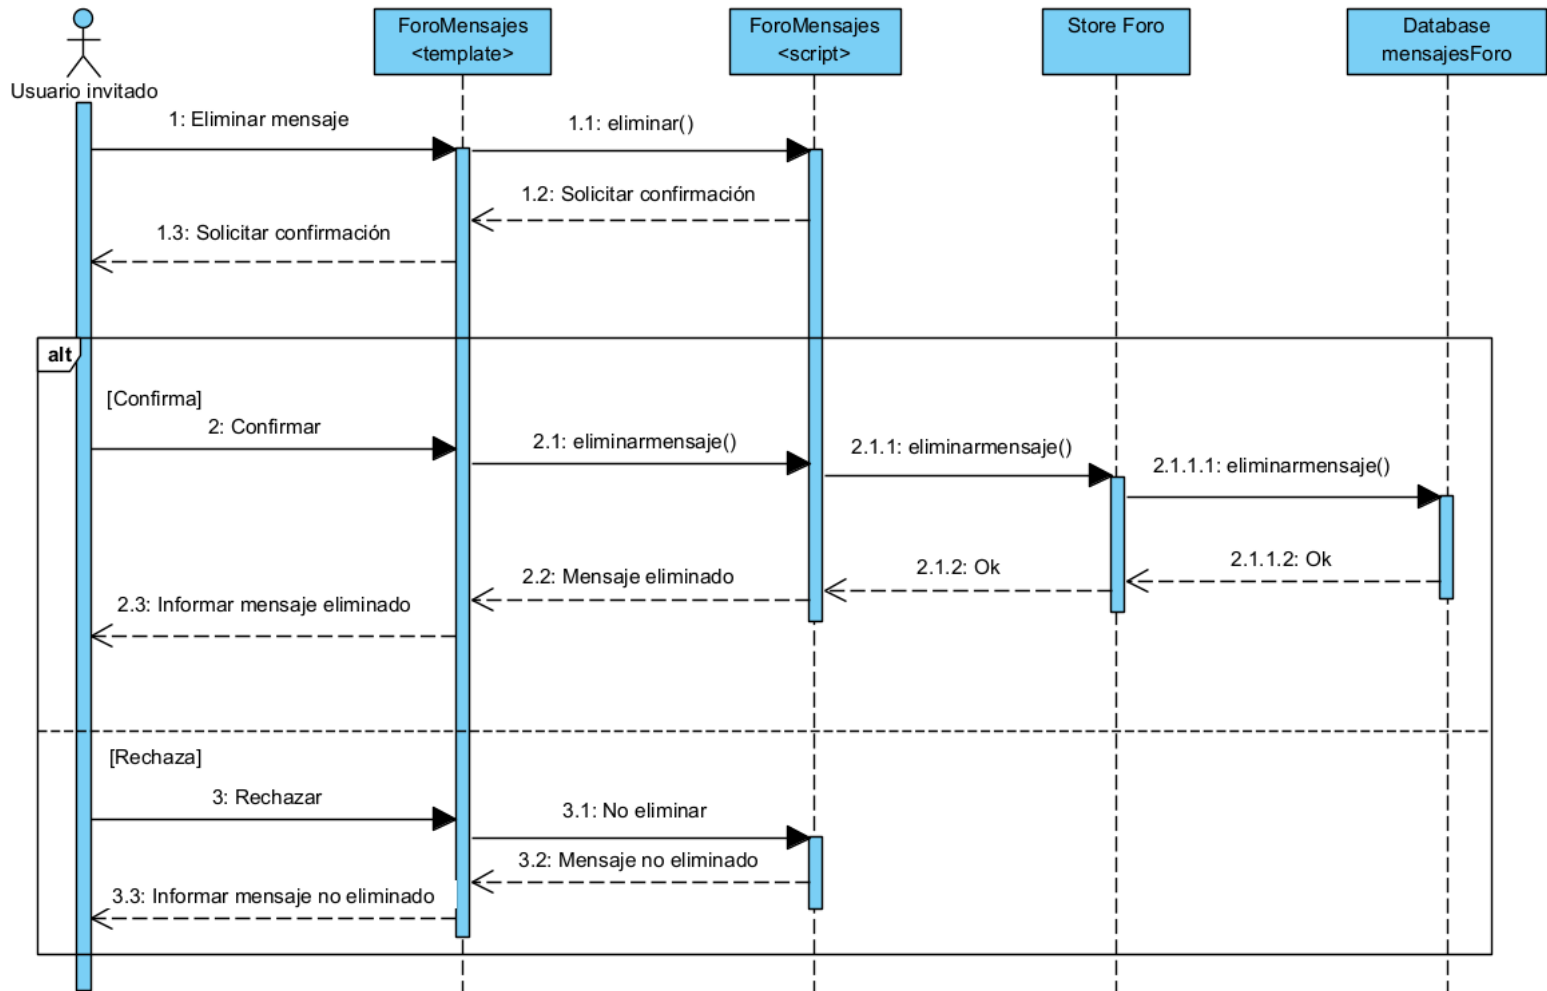 ForoMensajes
<template>
ForoMensajes
<script>
Store Foro
Database
mensajesForo
Usuario invitado
1: Eliminar mensaje
1.1: eliminar()
1.2: Solicitar confirmación
1.3: Solicitar confirmación
alt
[Confirma]
2: Confirmar
2.1: eliminarmensaje()
2.1.1: eliminarmensaje()
2.1.1.1: eliminarmensaje()
2.1.1.2: Ok
2.1.2: Ok
2.2: Mensaje eliminado
2.3: Informar mensaje eliminado
[Rechaza]
3: Rechazar
3.1: No eliminar
3.2: Mensaje no eliminado
3.3: Informar mensaje no eliminado